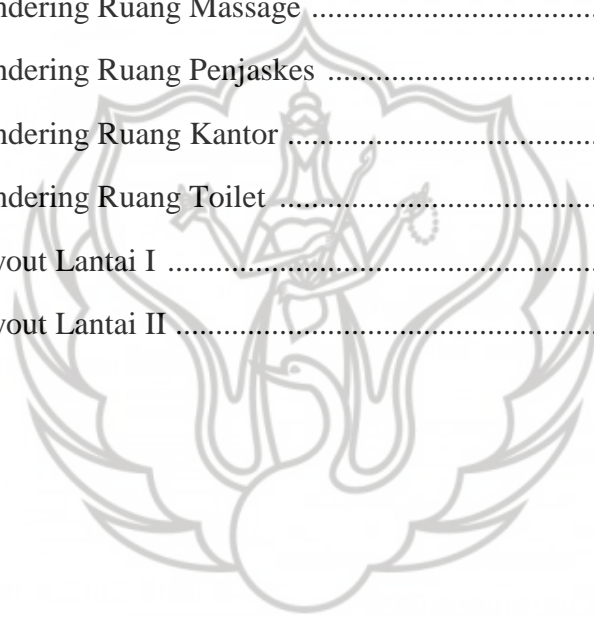 ndering Ruang Massage ..........................................
ndering Ruang Penjaskes ........................................
ndering Ruang Kantor .............................................
ndering Ruang Toilet ..............................................
yout Lantai I ..............................................................
yout Lantai II .............................................................